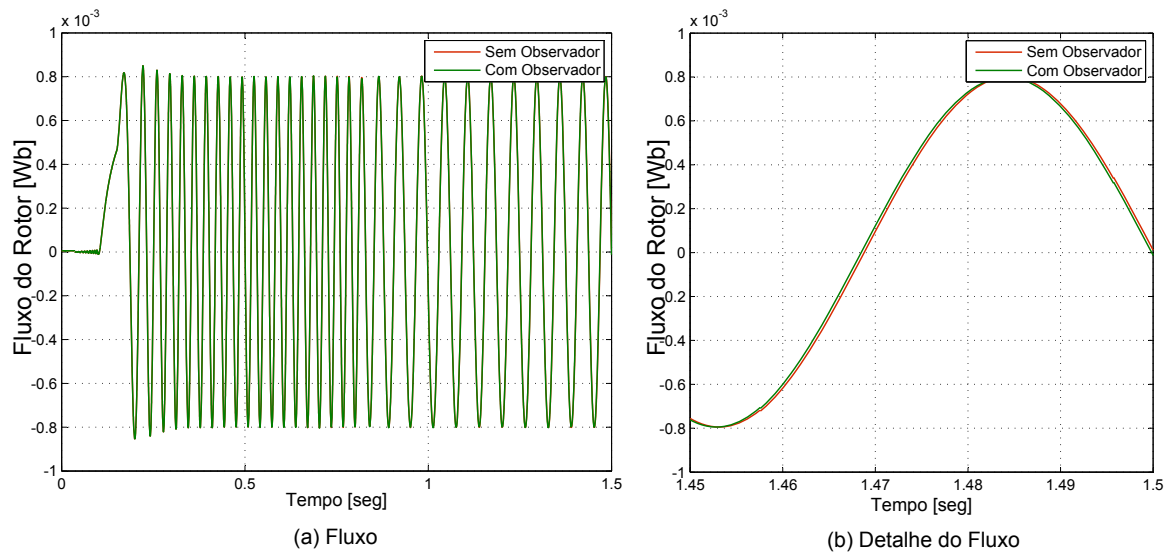 x 10⁻³
1
0.8
0.6
0.4
0.2
0
-0.2
-0.4
-0.6
-0.8
-1
Fluxo do Rotor [Wb]
Sem Observador
Com Observador
0 0.5 1 1.5
Tempo [seg]
(a) Fluxo
x 10⁻³
1
0.8
0.6
0.4
0.2
0
-0.2
-0.4
-0.6
-0.8
-1
Fluxo do Rotor [Wb]
Sem Observador
Com Observador
1.45 1.46 1.47 1.48 1.49 1.5
Tempo [seg]
(b) Detalhe do Fluxo